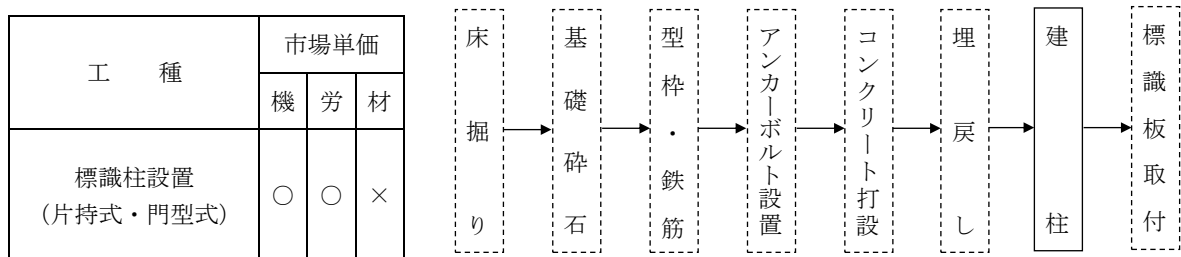 工　種
市場単価
機 労 材
標識柱設置
（片持式・門型式）
○ ○ ×
床掘り
基礎砕石
型枠・鉄筋
アンカーボルト設置
コンクリート打設
埋戻し
建柱
標識板取付